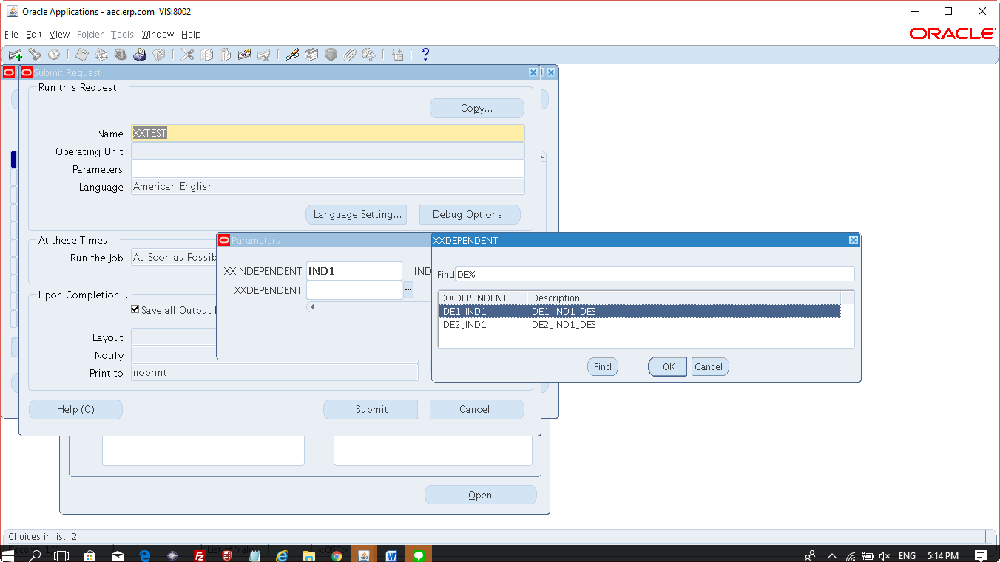 Oracle Applications - aec.erp.com VIS:8002
File Edit View Folder Tools Window Help
ORACLE
Submit Request
Run this Request...
Copy...
Name XXTEST
Operating Unit
Parameters
Language American English
Language Setting... Debug Options
At these Times...
Run the Job As Soon as Possib
Upon Completion...
Save all Output
Layout
Notify
Print to noprint
Help (C) Submit Cancel
Parameters
XXINDEPENDENT IND1 IND
XXDEPENDENT
XXDEPENDENT
Find DE%
XXDEPENDENT Description
DE1_IND1 DE1_IND1_DES
DE2_IND1 DE2_IND1_DES
Find OK Cancel
Open
Choices in list: 2
ENG 5:14 PM